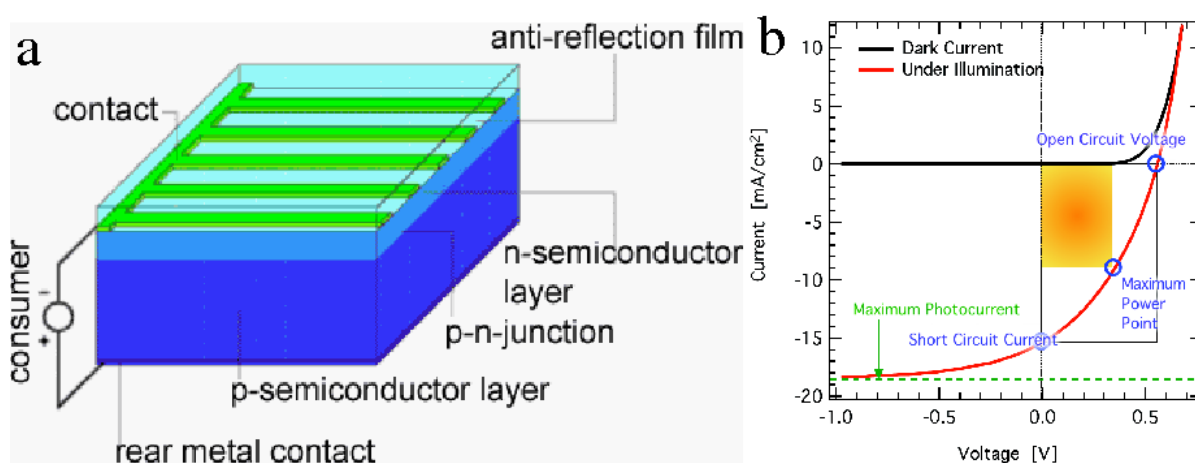 a
anti-reflection film
contact
n-semiconductor
layer
p-n-junction
p-semiconductor layer
rear metal contact
consumer
-
+
b
Dark Current
Under Illumination
Open Circuit Voltage
Maximum
Power
Point
Maximum Photocurrent
Short Circuit Current
Current [mA/cm²]
10
5
0
-5
-10
-15
-20
-1.0
-0.5
0.0
0.5
Voltage [V]